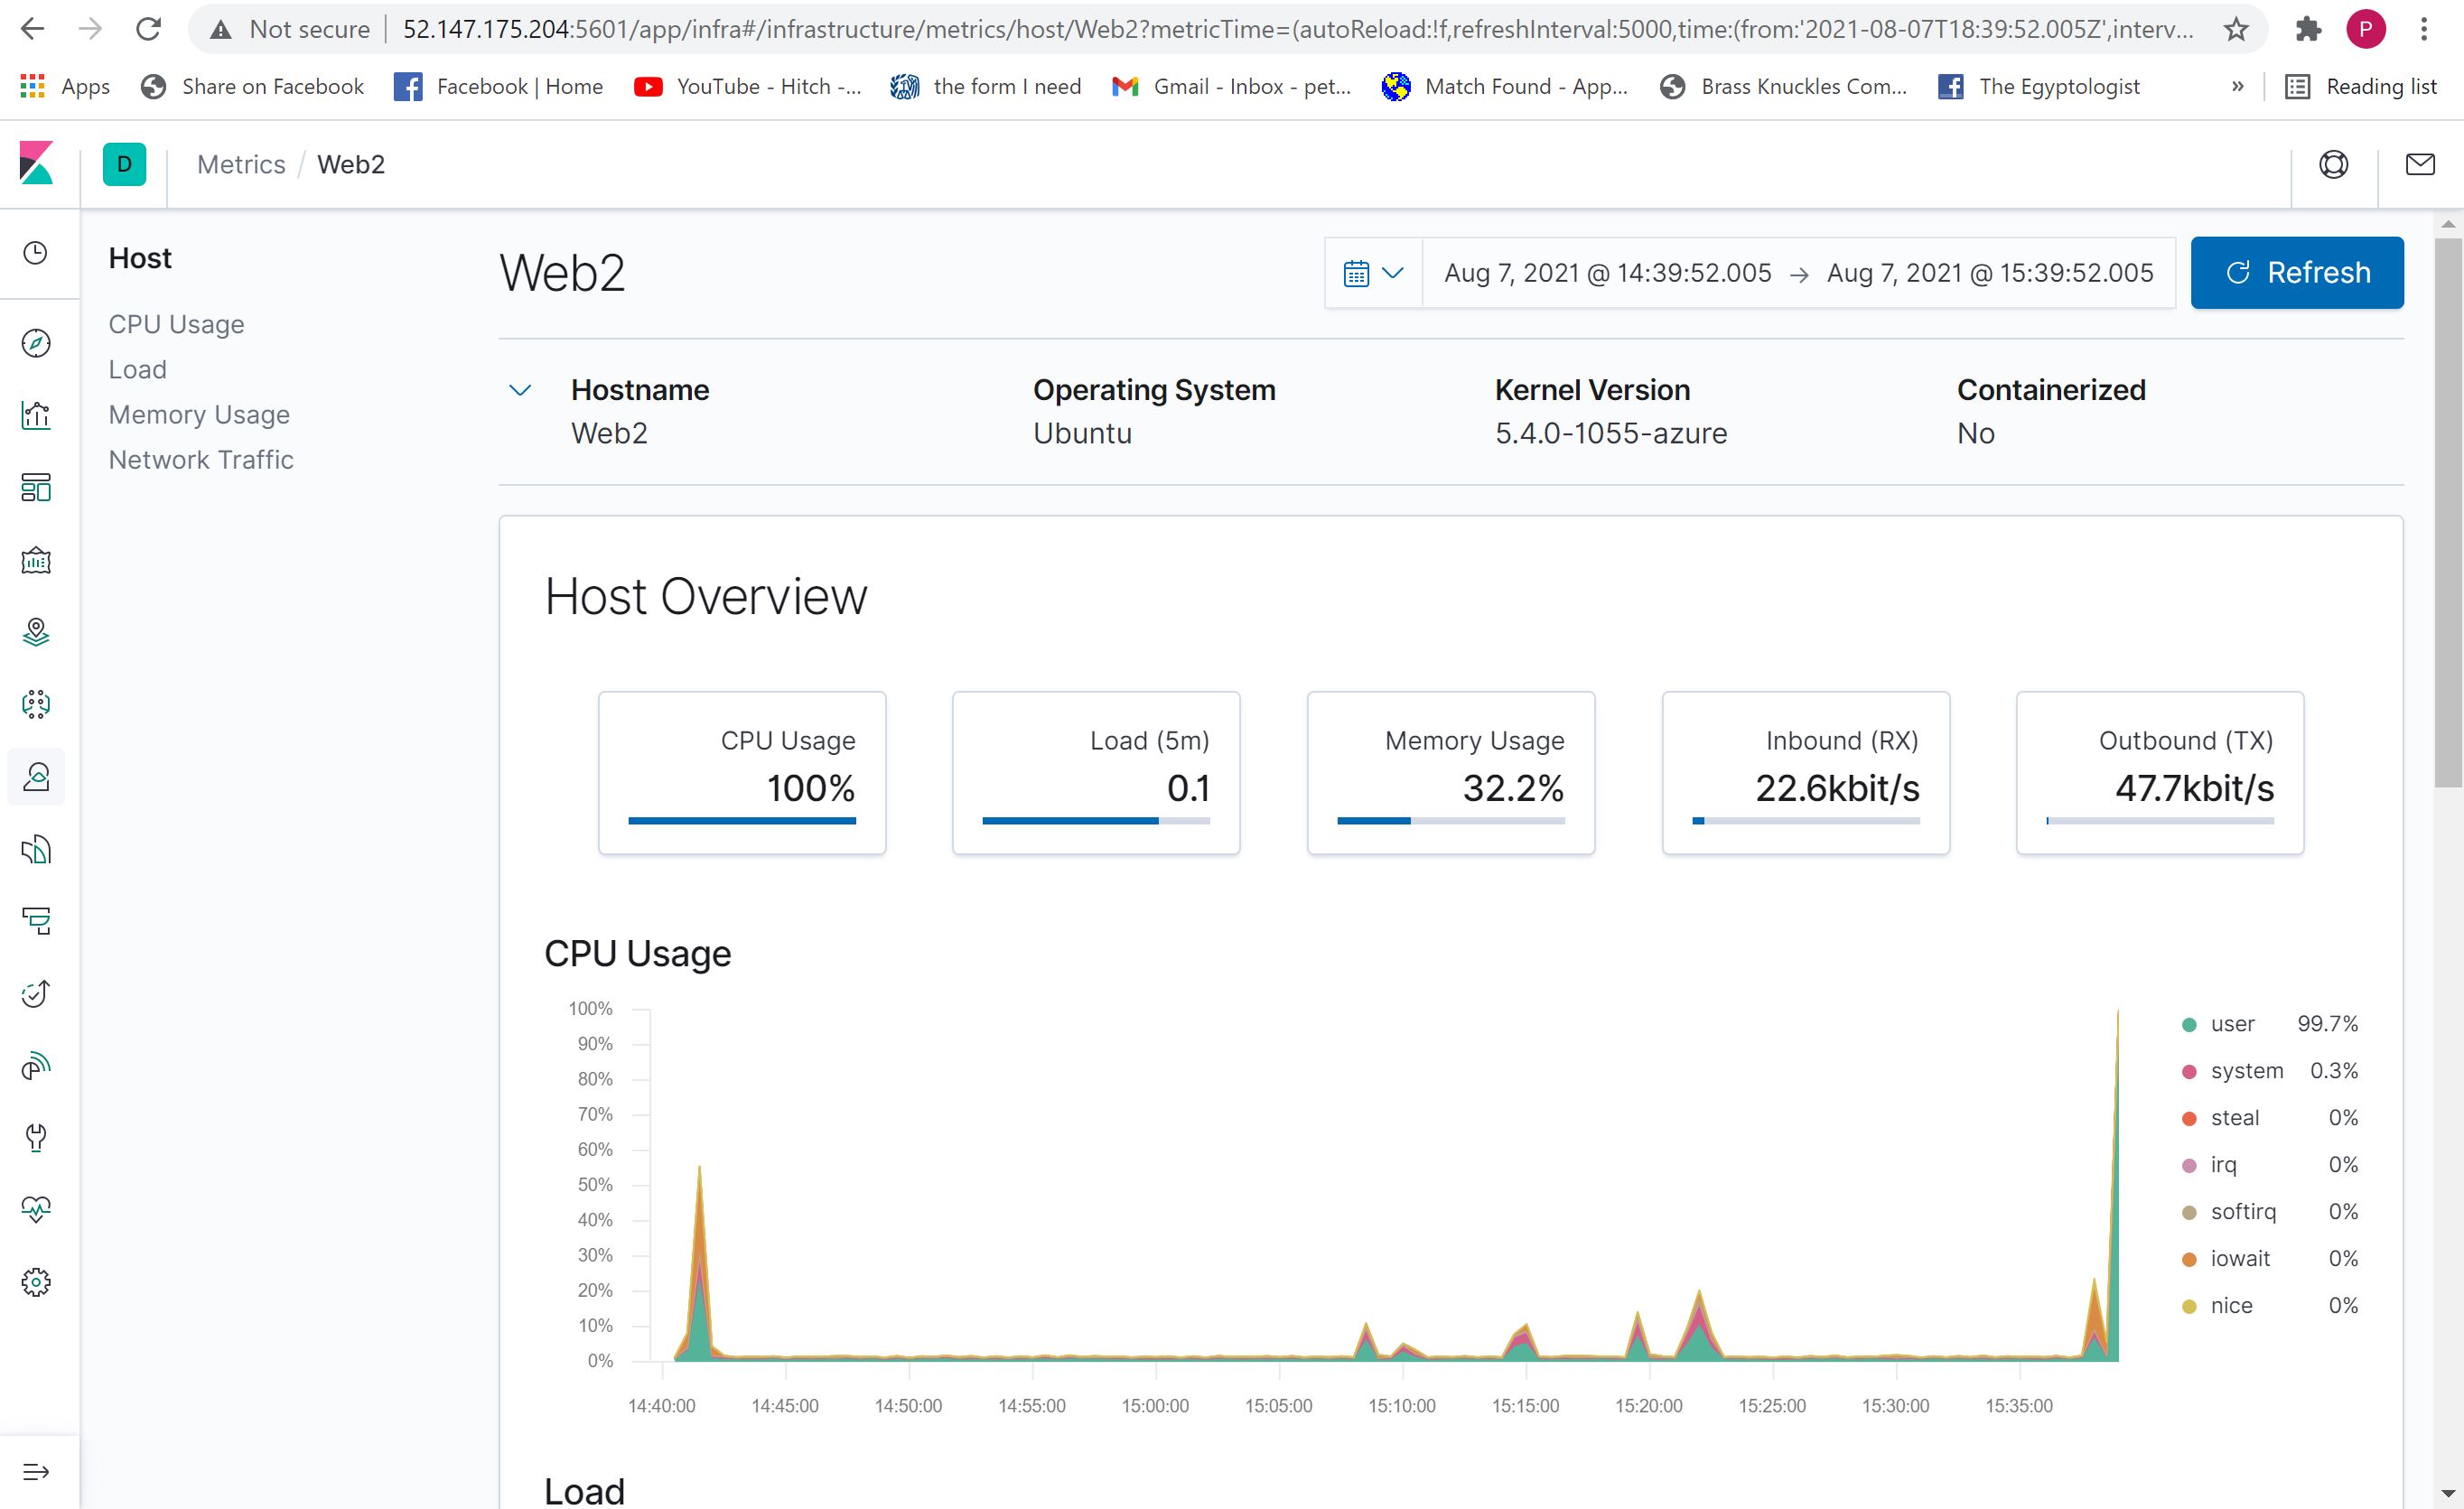 Not secure | 52.147.175.204:5601/app/infra#/infrastructure/metrics/host/Web2?metricTime=(autoReload:!f,refreshInterval:5000,time:(from:'2021-08-07T18:39:52.005Z',interv... P
Apps Share on Facebook Facebook | Home YouTube - Hitch -... the form I need Gmail - Inbox - pet... Match Found - App... Brass Knuckles Com... The Egyptologist » Reading list
D Metrics / Web2
Host
CPU Usage
Load
Memory Usage
Network Traffic
Web2 Aug 7, 2021 @ 14:39:52.005 → Aug 7, 2021 @ 15:39:52.005 Refresh
Hostname Operating System Kernel Version Containerized
Web2 Ubuntu 5.4.0-1055-azure No
Host Overview
CPU Usage Load (5m) Memory Usage Inbound (RX) Outbound (TX)
100% 0.1 32.2% 22.6kbit/s 47.7kbit/s
CPU Usage
100%
90%
80%
70%
60%
50%
40%
30%
20%
10%
0%
14:40:00 14:45:00 14:50:00 14:55:00 15:00:00 15:05:00 15:10:00 15:15:00 15:20:00 15:25:00 15:30:00 15:35:00
user 99.7%
system 0.3%
steal 0%
irq 0%
softirq 0%
iowait 0%
nice 0%
Load